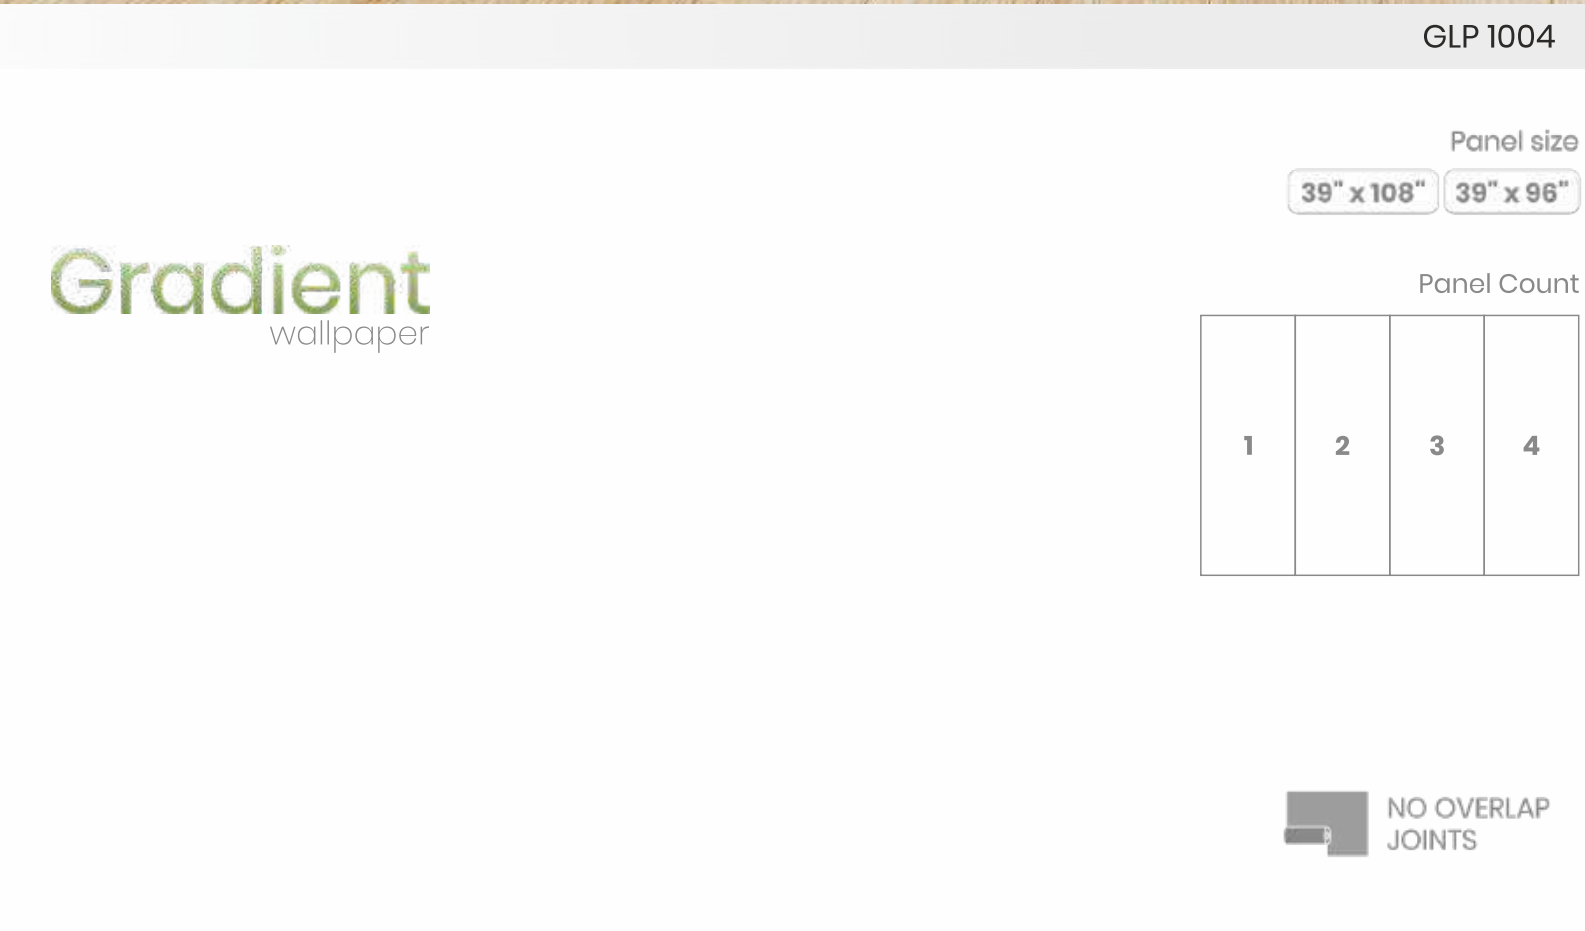 GLP 1004
Panel size
39" x 108" 39" x 96"
Gradient
wallpaper
Panel Count
1 2 3 4
NO OVERLAP
JOINTS